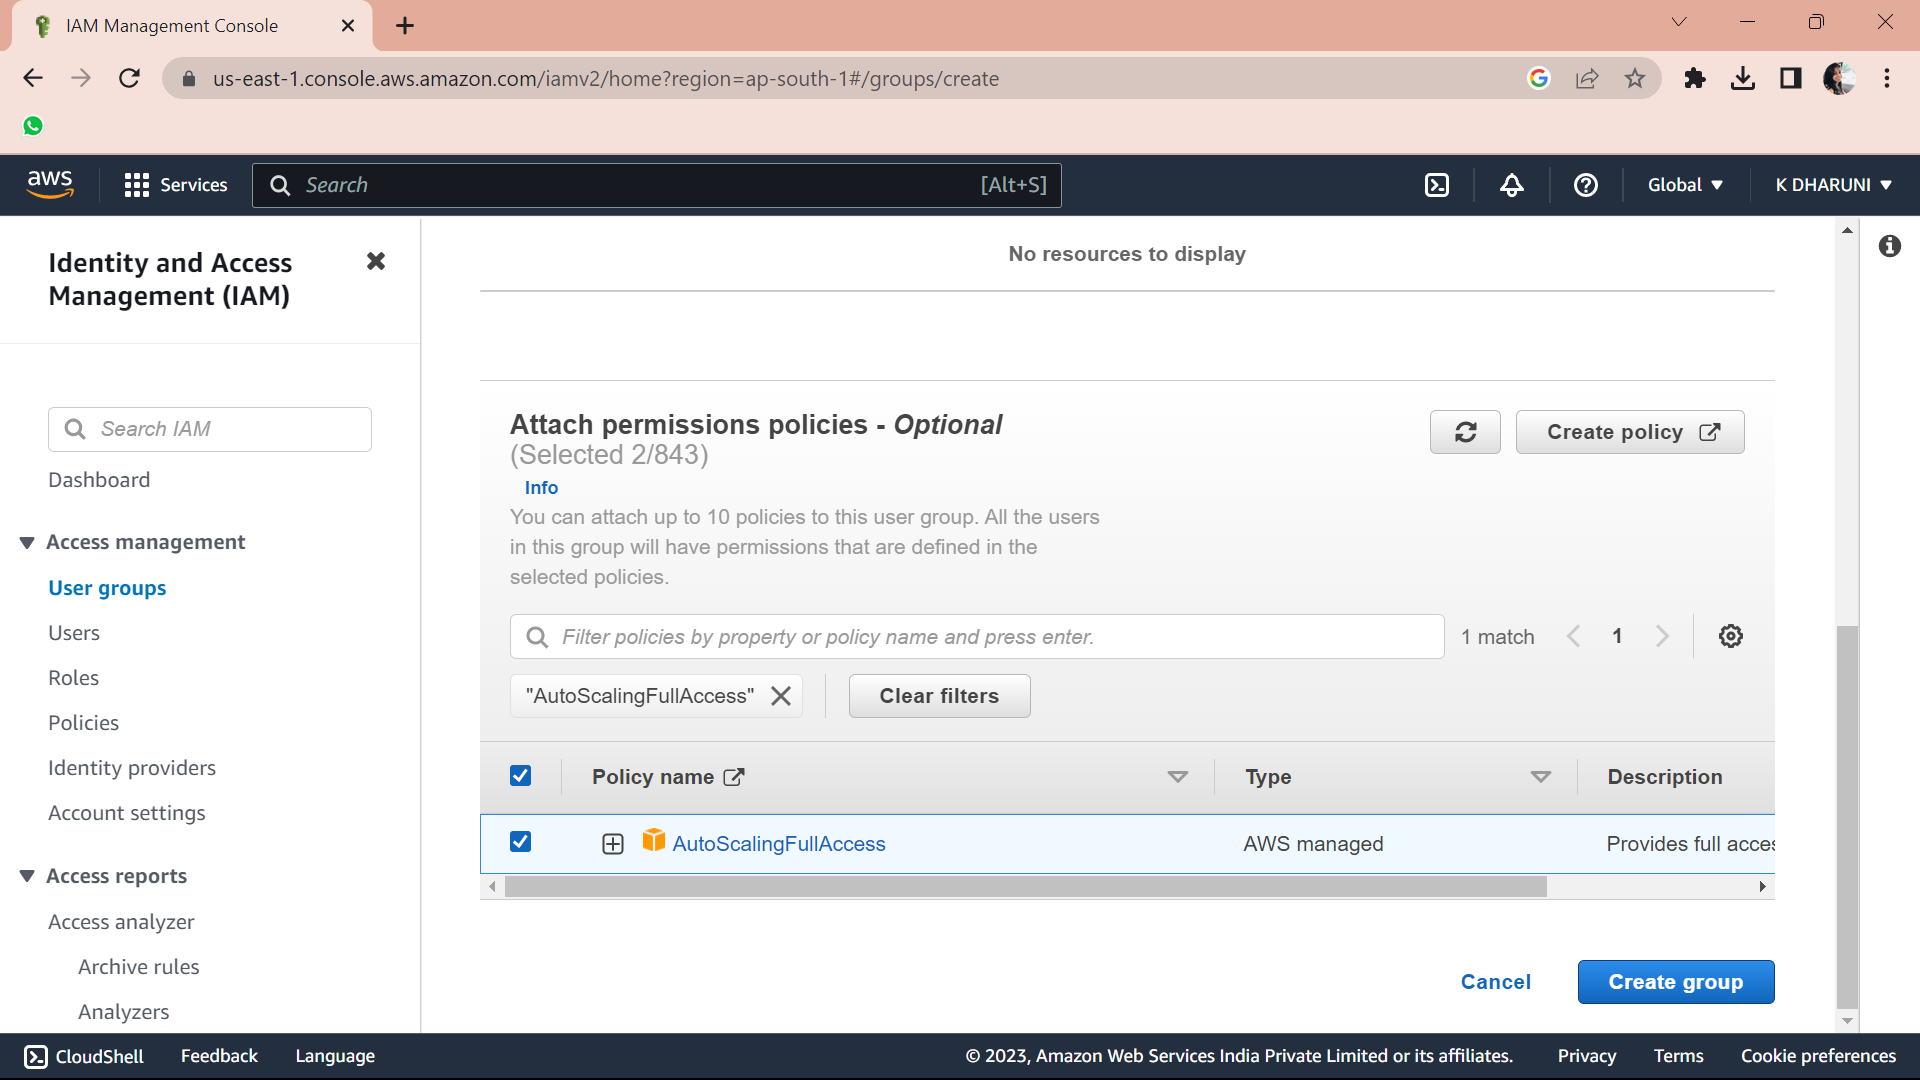 IAM Management Console
us-east-1.console.aws.amazon.com/iamv2/home?region=ap-south-1#/groups/create
aws
Services
Search
[Alt+S]
Global
K DHARUNI
Identity and Access
Management (IAM)
Search IAM
Dashboard
Access management
User groups
Users
Roles
Policies
Identity providers
Account settings
Access reports
Access analyzer
Archive rules
Analyzers
No resources to display
Attach permissions policies - Optional
(Selected 2/843)
Info
You can attach up to 10 policies to this user group. All the users
in this group will have permissions that are defined in the
selected policies.
Create policy
Filter policies by property or policy name and press enter.
1 match
1
"AutoScalingFullAccess"
Clear filters
Policy name
Type
Description
AutoScalingFullAccess
AWS managed
Provides full acces
Cancel
Create group
CloudShell
Feedback
Language
© 2023, Amazon Web Services India Private Limited or its affiliates.
Privacy
Terms
Cookie preferences